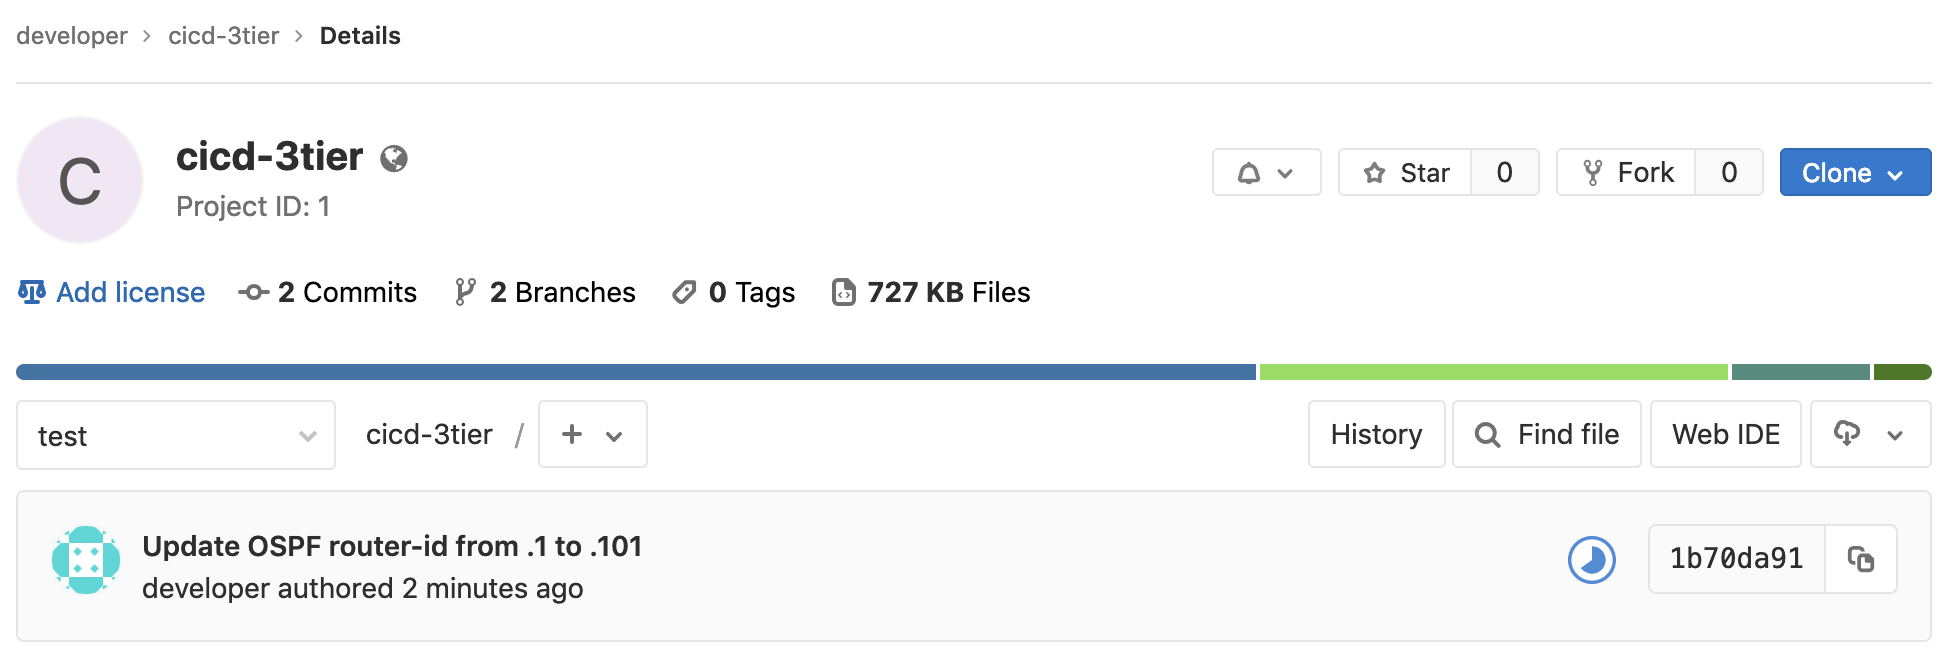 developer > cicd-3tier > Details
C
cicd-3tier
Project ID: 1
Star 0 Fork 0 Clone
Add license 2 Commits 2 Branches 0 Tags 727 KB Files
test cicd-3tier / + History Find file Web IDE
Update OSPF router-id from .1 to .101
developer authored 2 minutes ago
1b70da91